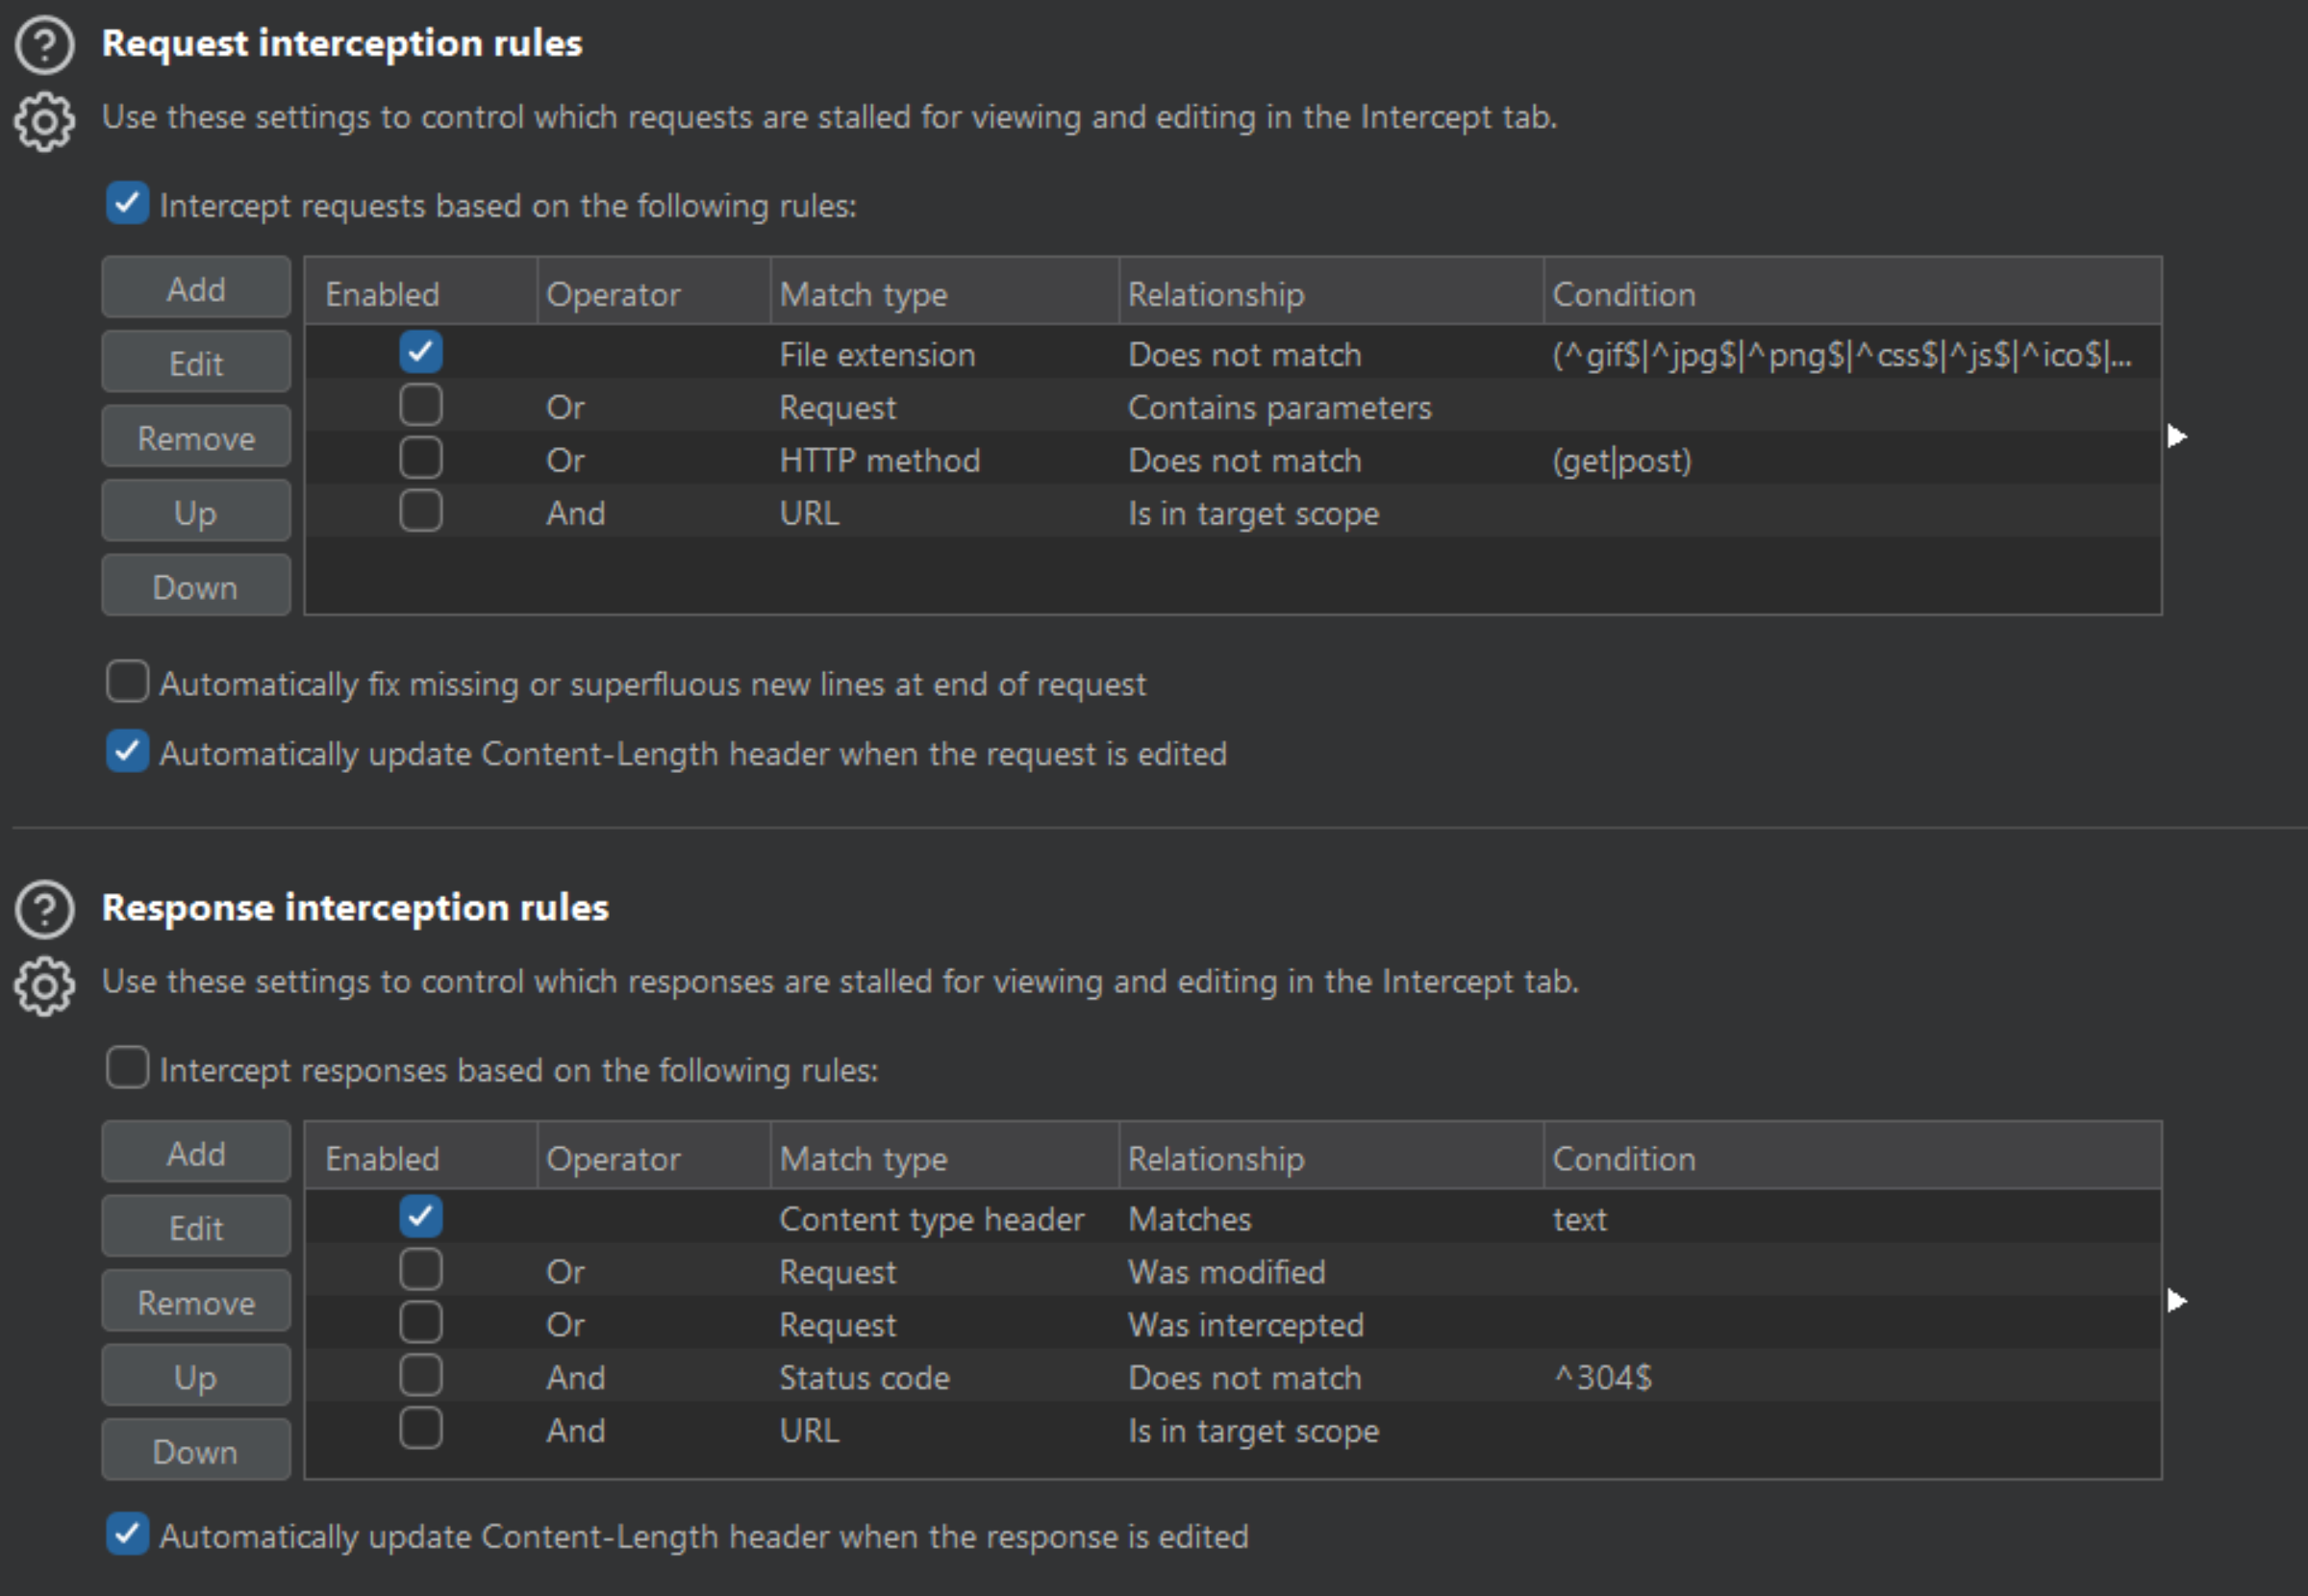 Request interception rules
Use these settings to control which requests are stalled for viewing and editing in the Intercept tab.
Intercept requests based on the following rules:
Add
Edit
Remove
Up
Down
Enabled Operator Match type Relationship Condition
File extension Does not match (^gif$|^jpg$|^png$|^css$|^js$|^ico$|...
Or Request Contains parameters
Or HTTP method Does not match (get|post)
And URL Is in target scope
Automatically fix missing or superfluous new lines at end of request
Automatically update Content-Length header when the request is edited
Response interception rules
Use these settings to control which responses are stalled for viewing and editing in the Intercept tab.
Intercept responses based on the following rules:
Add
Edit
Remove
Up
Down
Enabled Operator Match type Relationship Condition
Content type header Matches text
Or Request Was modified
Or Request Was intercepted
And Status code Does not match ^304$
And URL Is in target scope
Automatically update Content-Length header when the response is edited